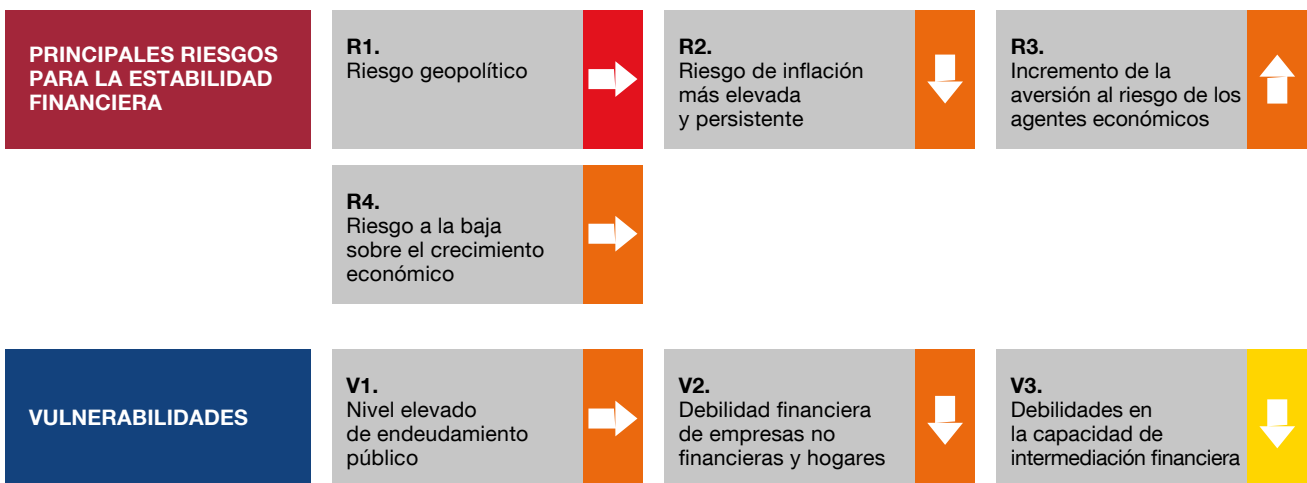 PRINCIPALES RIESGOS
PARA LA ESTABILIDAD
FINANCIERA
R1.
Riesgo geopolítico
R2.
Riesgo de inflación
más elevada
y persistente
R3.
Incremento de la
aversión al riesgo de los
agentes económicos
R4.
Riesgo a la baja
sobre el crecimiento
económico
VULNERABILIDADES
V1.
Nivel elevado
de endeudamiento
público
V2.
Debilidad financiera
de empresas no
financieras y hogares
V3.
Debilidades en
la capacidad de
intermediación financiera